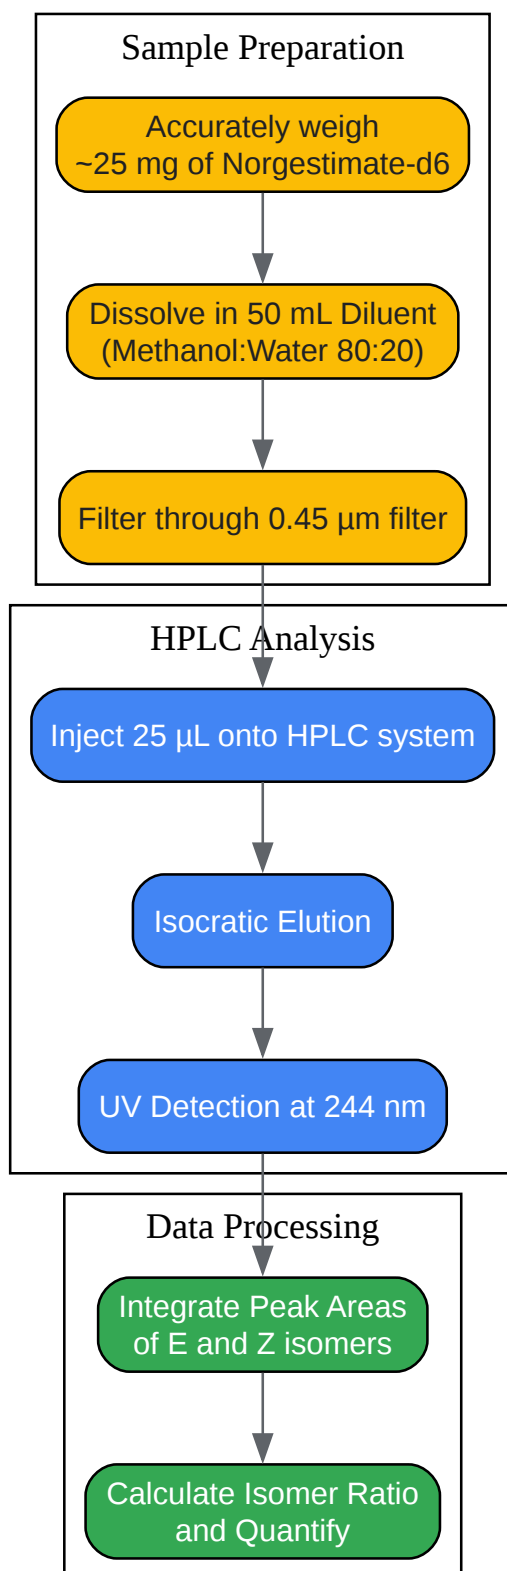 Sample Preparation
Accurately weigh
~25 mg of Norgestimate-d6
Dissolve in 50 mL Diluent
(Methanol:Water 80:20)
Filter through 0.45 µm filter
HPLC Analysis
Inject 25 µL onto HPLC system
Isocratic Elution
UV Detection at 244 nm
Data Processing
Integrate Peak Areas
of E and Z isomers
Calculate Isomer Ratio
and Quantify